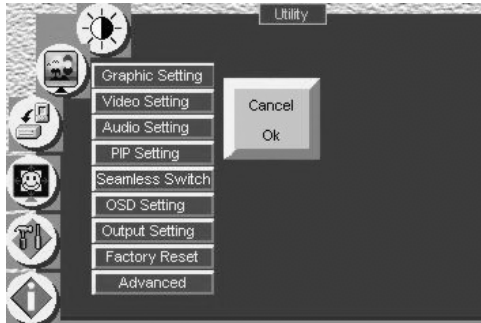 Utility
Graphic Setting
Video Setting
Audio Setting
PIP Setting
Seamless Switch
OSD Setting
Output Setting
Factory Reset
Advanced
Cancel
Ok